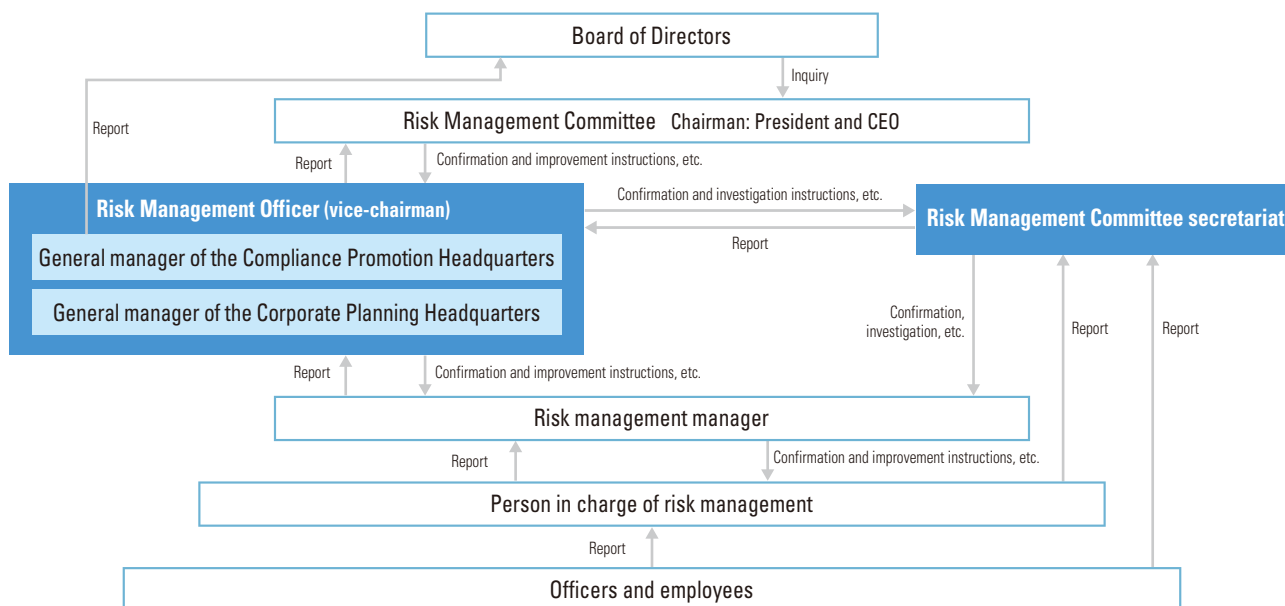 Board of Directors
Inquiry
Report
Risk Management Committee Chairman: President and CEO
Report
Confirmation and improvement instructions, etc.
Risk Management Officer (vice-chairman)
Confirmation and investigation instructions, etc.
Risk Management Committee secretariat
Report
General manager of the Compliance Promotion Headquarters
General manager of the Corporate Planning Headquarters
Confirmation,
investigation, etc.
Report
Report
Report
Confirmation and improvement instructions, etc.
Risk management manager
Report
Confirmation and improvement instructions, etc.
Person in charge of risk management
Report
Officers and employees